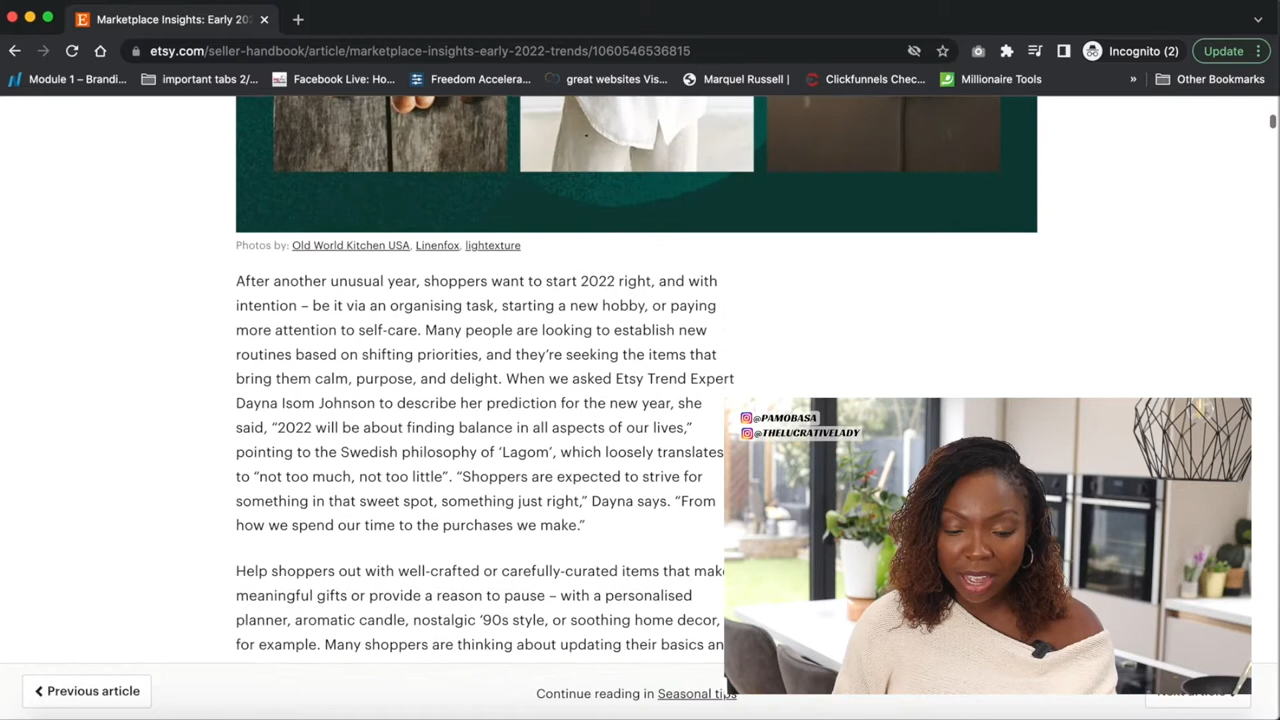 Marketplace Insights: Early 202
etsy.com/seller-handbook/article/marketplace-insights-early-2022-trends/1060546536815
Incognito (2)
Update
Module 1 – Brandi...
important tabs 2/...
Facebook Live: Ho...
Freedom Accelera...
great websites Vis...
Marquel Russell |
Clickfunnels Chec...
Millionaire Tools
»
Other Bookmarks
Photos by: Old World Kitchen USA, Linenfox, lightexture
After another unusual year, shoppers want to start 2022 right, and with
intention – be it via an organising task, starting a new hobby, or paying
more attention to self-care. Many people are looking to establish new
routines based on shifting priorities, and they're seeking the items that
bring them calm, purpose, and delight. When we asked Etsy Trend Expert
Dayna Isom Johnson to describe her prediction for the new year, she
said, “2022 will be about finding balance in all aspects of our lives,”
pointing to the Swedish philosophy of ‘Lagom’, which loosely translates
to “not too much, not too little”. “Shoppers are expected to strive for
something in that sweet spot, something just right,” Dayna says. “From
how we spend our time to the purchases we make.”
Help shoppers out with well-crafted or carefully-curated items that make
meaningful gifts or provide a reason to pause – with a personalised
planner, aromatic candle, nostalgic ‘90s style, or soothing home decor,
for example. Many shoppers are thinking about updating their basics an
@PAMOBASA
@THELUCRATIVELADY
Previous article
Continue reading in Seasonal tips